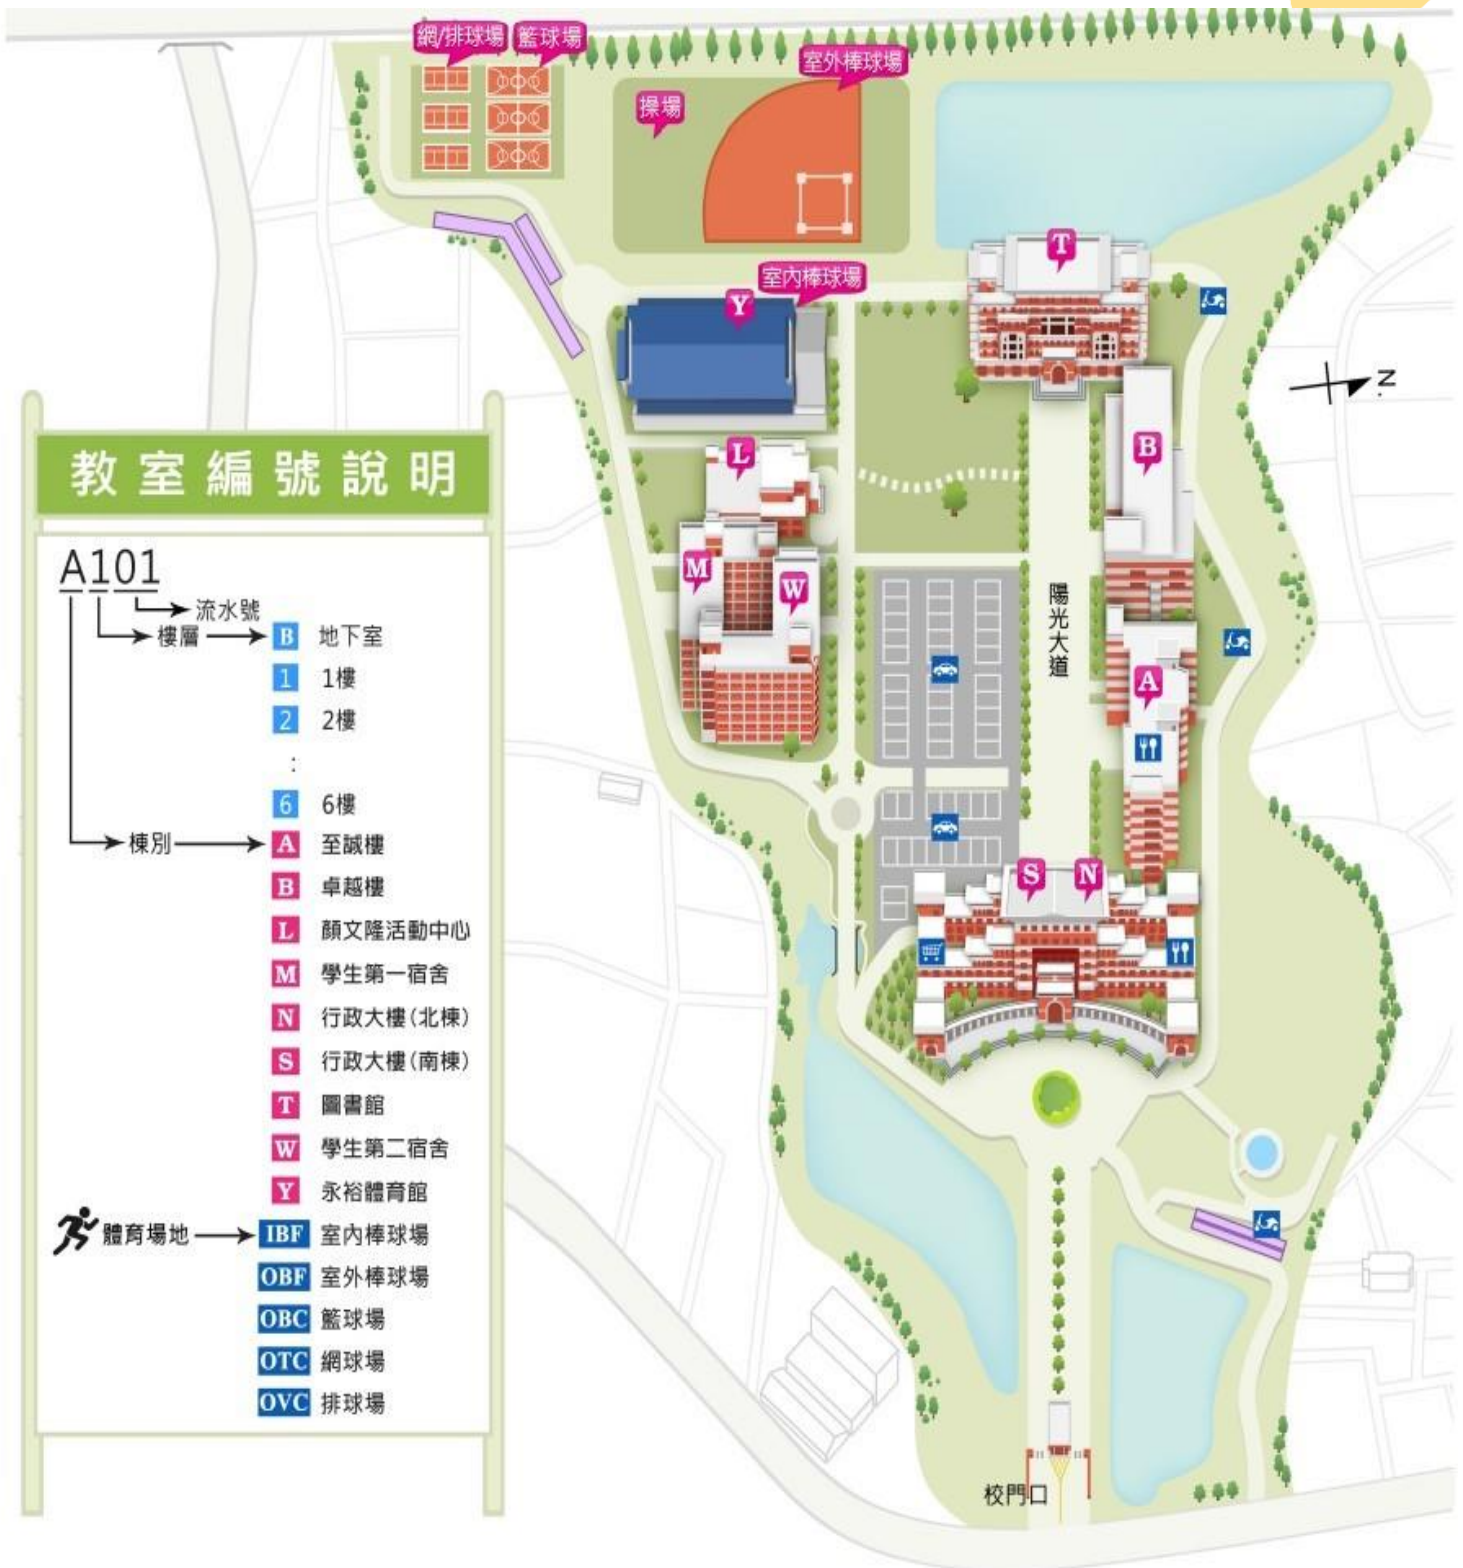 網/排球場
籃球場
室外棒球場
操場
T
室內棒球場
Y
N.
L
B
M
W
陽光大道
A
S
N
校門口
教室編號說明
A101
流水號
樓層
B 地下室
1 1樓
2 2樓
:
6 6樓
棟別
A 至誠樓
B 卓越樓
L 顏文隆活動中心
M 學生第一宿舍
N 行政大樓(北棟)
S 行政大樓(南棟)
T 圖書館
W 學生第二宿舍
Y 永裕體育館
體育場地
IBF 室內棒球場
OBF 室外棒球場
OBC 籃球場
OTC 網球場
OVC 排球場